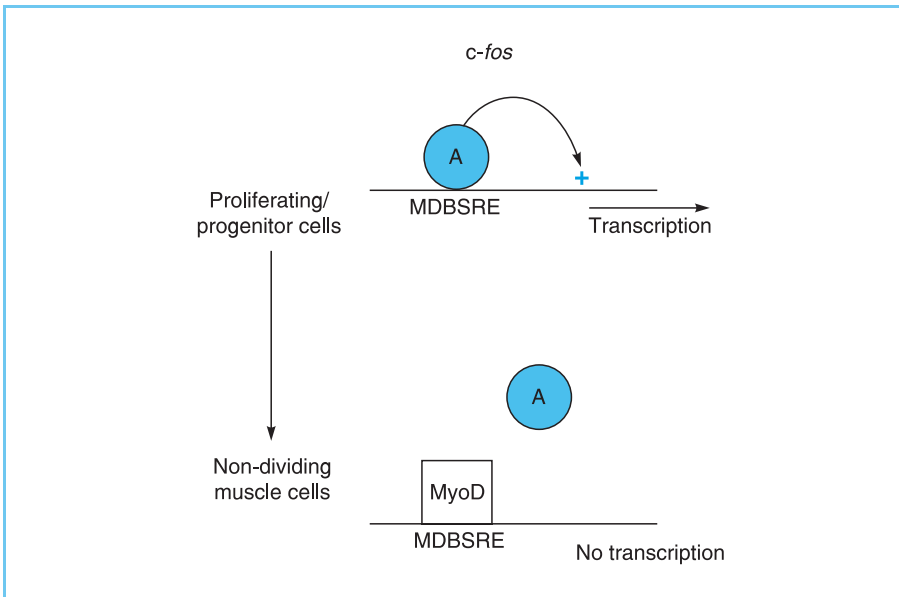 c-fos
A
+
Proliferating/
progenitor cells
MDBSRE
Transcription
A
Non-dividing
muscle cells
MyoD
MDBSRE
No transcription